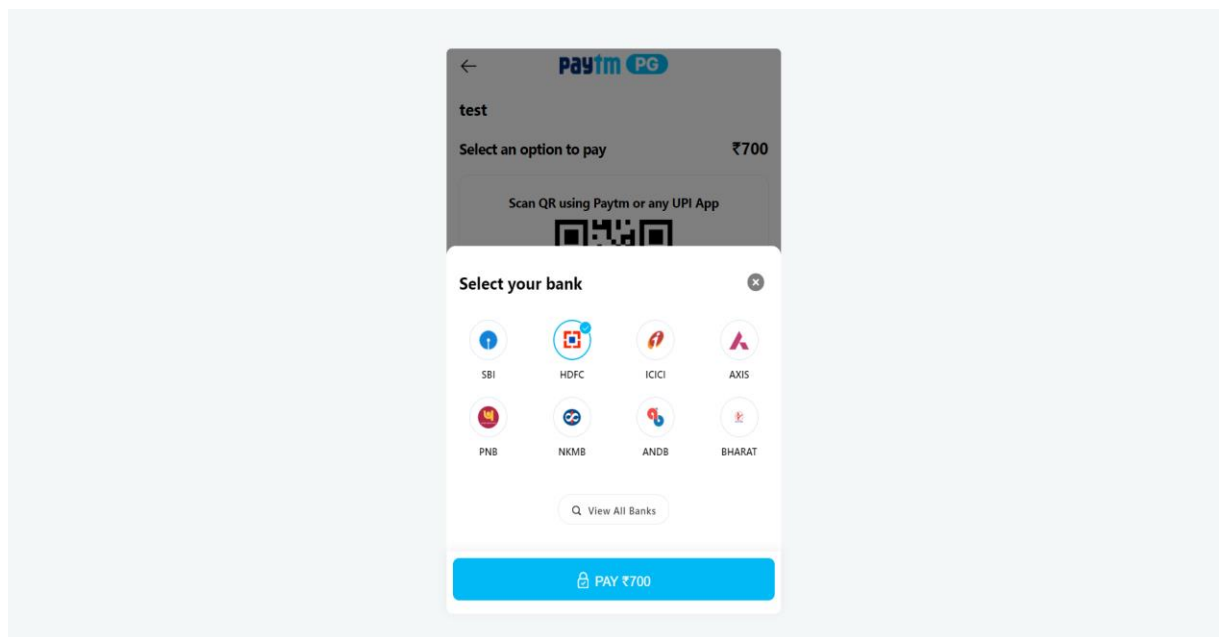 paytm PG
test
Select an option to pay ₹700
Scan QR using Paytm or any UPI App
Select your bank
SBI HDFC ICICI AXIS
PNB NKMB ANDB BHARAT
View All Banks
PAY ₹700